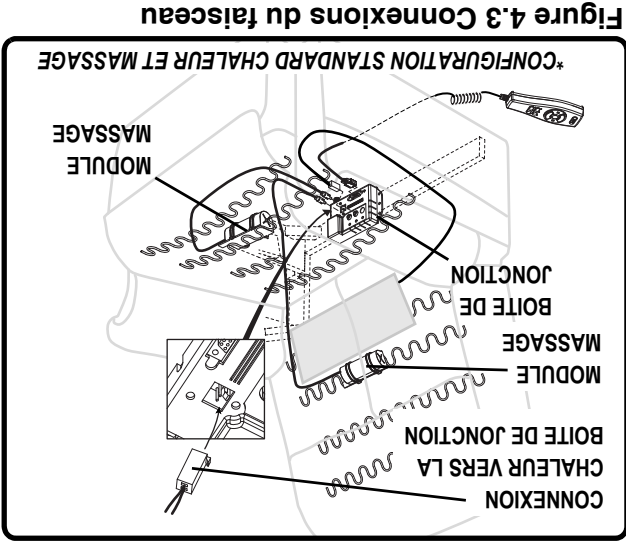 CONNEXION
CHALEUR VERS LA
BOITE DE JONCTION
MODULE
MASSAGE
BOITE DE
JONCTION
MODULE
MASSAGE
*CONFIGURATION STANDARD CHALEUR ET MASSAGE
Figure 4.3 Connexions du faisceau